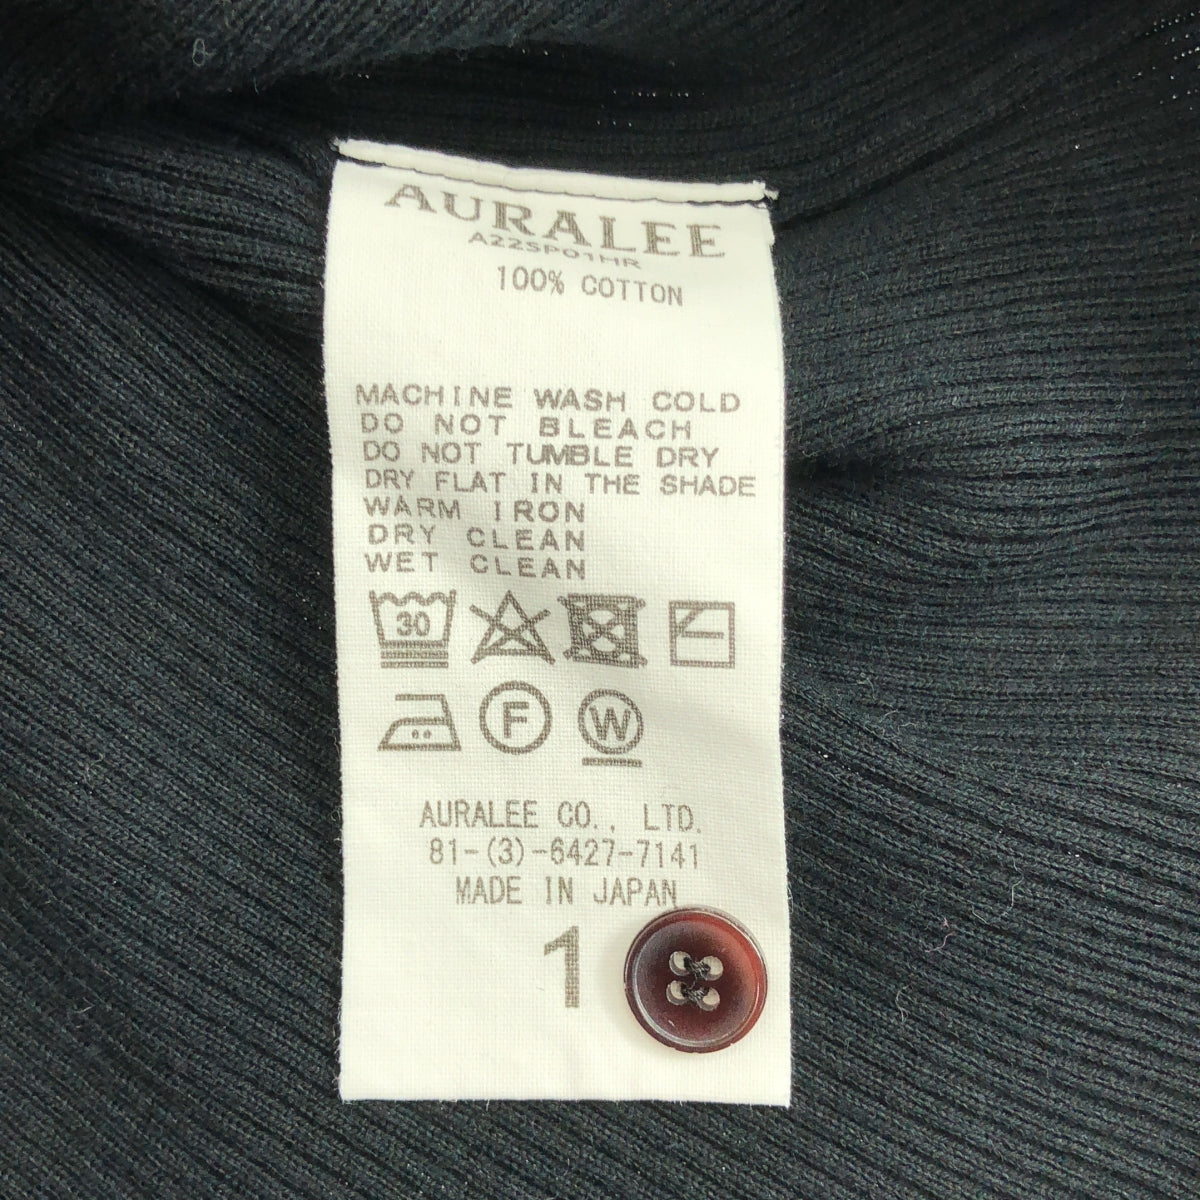 AURALEE
A22SP01HR
100% COTTON
MACHINE WASH COLD
DO NOT BLEACH
DO NOT TUMBLE DRY
DRY FLAT IN THE SHADE
WARM IRON
DRY CLEAN
WET CLEAN
30
F W
AURALEE CO., LTD.
81-(3)-6427-7141
MADE IN JAPAN
1